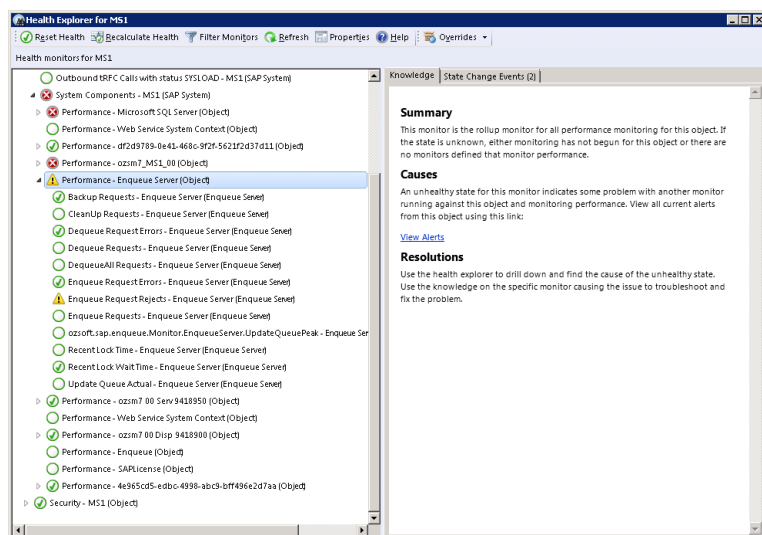 Health Explorer for MS1
Reset Health Recalculate Health Filter Monitors Refresh Properties Help Overrides
Health monitors for MS1
Outbound tRFC Calls with status SYSLOAD - MS1 (SAP System)
System Components - MS1 (SAP System)
Performance - Microsoft SQL Server (Object)
Performance - Web Service System Context (Object)
Performance - df2d9789-0e41-468c-9f2f-5621f2d37d11 (Object)
Performance - ozsm7_MS1_00 (Object)
Performance - Enqueue Server (Object)
Backup Requests - Enqueue Server (Enqueue Server)
CleanUp Requests - Enqueue Server (Enqueue Server)
Dequeue Request Errors - Enqueue Server (Enqueue Server)
Dequeue Requests - Enqueue Server (Enqueue Server)
DequeueAll Requests - Enqueue Server (Enqueue Server)
Enqueue Request Errors - Enqueue Server (Enqueue Server)
Enqueue Request Rejects - Enqueue Server (Enqueue Server)
Enqueue Requests - Enqueue Server (Enqueue Server)
ozsoft.sap.enqueue.Monitor.EnqueueServer.UpdateQueuePeak - Enqueue Ser
Recent Lock Time - Enqueue Server (Enqueue Server)
Recent Lock Wait Time - Enqueue Server (Enqueue Server)
Update Queue Actual - Enqueue Server (Enqueue Server)
Performance - ozsm7 00 Serv 9418950 (Object)
Performance - Web Service System Context (Object)
Performance - ozsm7 00 Disp 9418900 (Object)
Performance - Enqueue (Object)
Performance - SAPLicense (Object)
Performance - 4e965cd5-edbc-4998-abc9-bff496e2d7aa (Object)
Security - MS1 (Object)
Knowledge State Change Events (2)
Summary
This monitor is the rollup monitor for all performance monitoring for this object. If
the state is unknown, either monitoring has not begun for this object or there are
no monitors defined that monitor performance.
Causes
An unhealthy state for this monitor indicates some problem with another monitor
running against this object and monitoring performance. View all current alerts
from this object using this link:
View Alerts
Resolutions
Use the health explorer to drill down and find the cause of the unhealthy state.
Use the knowledge on the specific monitor causing the issue to troubleshoot and
fix the problem.